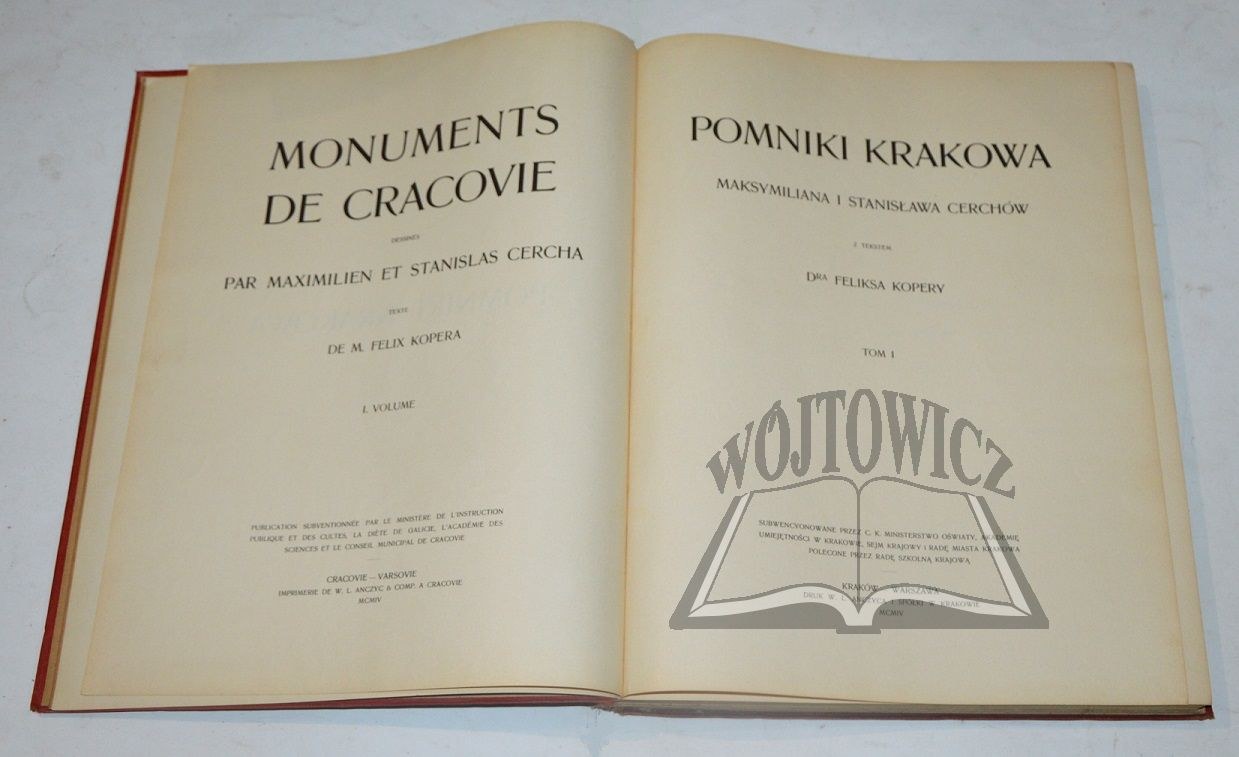 MONUMENTS
DE CRACOVIE
DESSINÉS
PAR MAXIMILIEN ET STANISLAS CERCHA
TEXTE
DE M. FELIX KOPERA
I. VOLUME
PUBLICATION SUBVENTIONNÉE PAR LE MINISTÈRE DE L'INSTRUCTION
PUBLIQUE ET DES CULTES, LA DIÈTE DE GALICIE, L'ACADÉMIE DES
SCIENCES ET LE CONSEIL MUNICIPAL DE CRACOVIE
CRACOVIE – VARSOVIE
IMPRIMERIE DE W. L. ANCZYC & COMP. A CRACOVIE
MCMIV
POMNIKI KRAKOWA
MAKSYMILIANA I STANISŁAWA CERCHÓW
Z TEKSTEM
DRA FELIKSA KOPERY
TOM I
WÓJTOWICZ
SUBWENCYONOWANE PRZEZ C. K. MINISTERSTWO OŚWIATY, AKADEMIĘ
UMIEJĘTNOŚCI W KRAKOWIE, SEJM KRAJOWY I RADĘ MIASTA KRAKOWA
POLECONE PRZEZ RADĘ SZKOLNĄ KRAJOWĄ
KRAKÓW – WARSZAWA
DRUK W. L. ANCZYCA I SPÓŁKI W KRAKOWIE
MCMIV